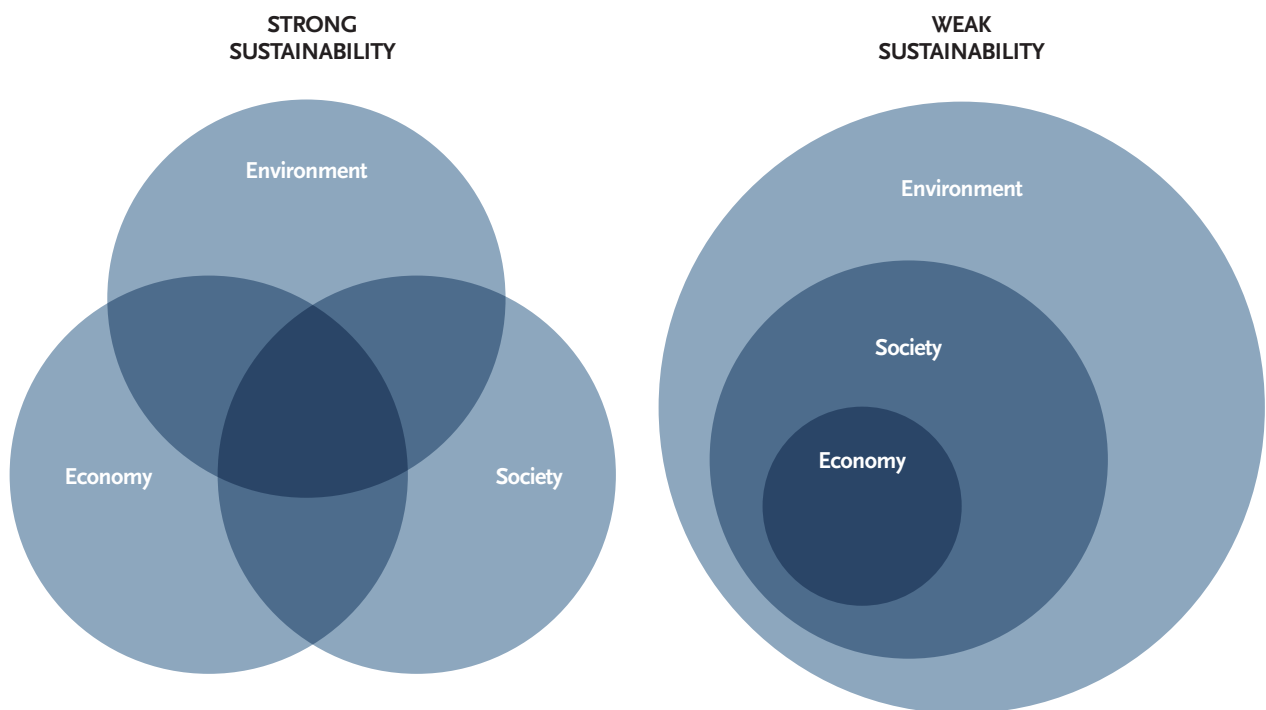 STRONG
SUSTAINABILITY
Environment
Economy
Society
WEAK
SUSTAINABILITY
Environment
Society
Economy